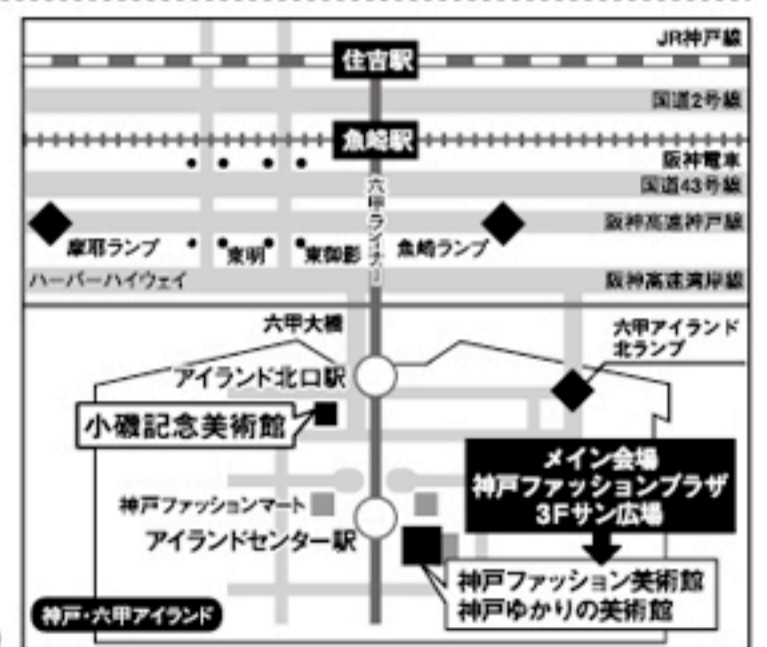 JR神戸線
住吉駅
国道2号線
魚崎駅
阪神電車
国道43号線
六甲ライナー
阪神高速神戸線
摩耶ランプ
東明
東御影
魚崎ランプ
ハーバーハイウェイ
阪神高速湾岸線
六甲大橋
六甲アイランド
北ランプ
アイランド北口駅
小磯記念美術館
メイン会場
神戸ファッションプラザ
3Fサン広場
神戸ファッションマート
アイランドセンター駅
神戸ファッション美術館
神戸ゆかりの美術館
神戸・六甲アイランド